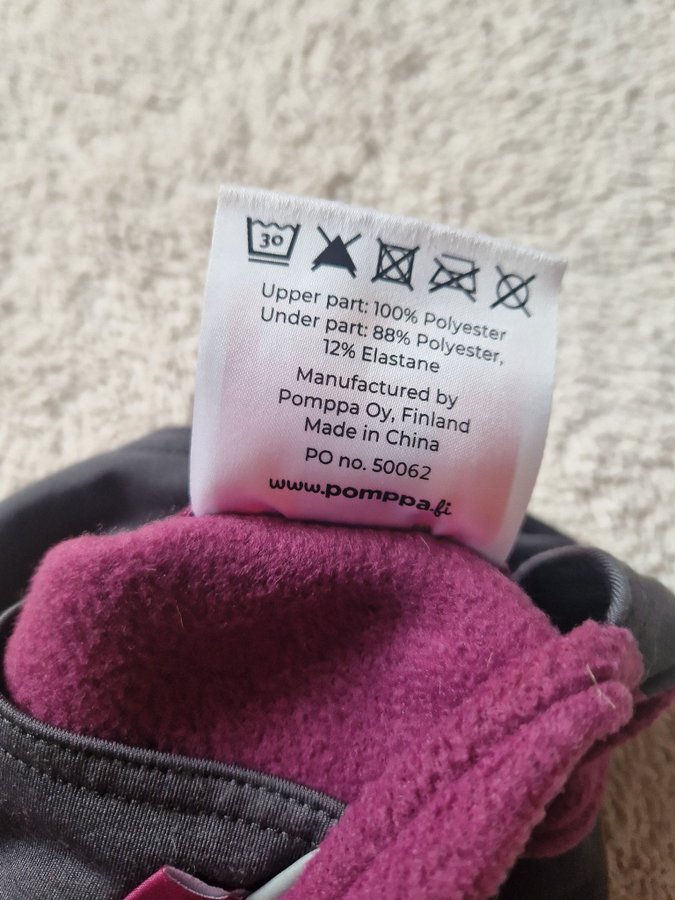 30
Upper part: 100% Polyester
Under part: 88% Polyester,
12% Elastane
Manufactured by
Pomppa Oy, Finland
Made in China
PO no. 50062
www.pomppa.fi